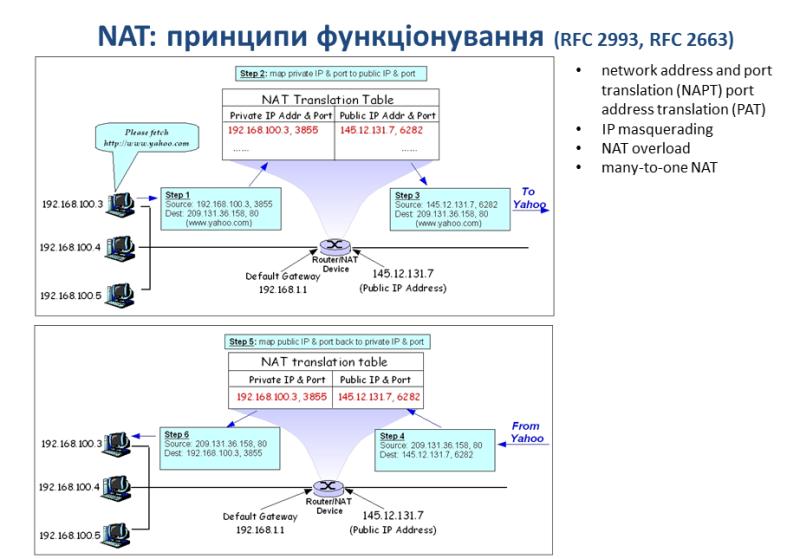 NAT: принципи функціонування (RFC 2993, RFC 2663)
• network address and port
translation (NAPT) port
address translation (PAT)
• IP masquerading
• NAT overload
• many-to-one NAT
Step 2: map private IP & port to public IP & port
NAT Translation Table
Private IP Addr & Port Public IP Addr & Port
192.168.100.3, 3855 145.12.131.7, 6282
...... ......
Please fetch
http://www.yahoo.com
192.168.100.3
192.168.100.4
192.168.100.5
Step 1
Source: 192.168.100.3, 3855
Dest: 209.131.36.158, 80
(www.yahoo.com)
Step 3
Source: 145.12.131.7, 6282
Dest: 209.131.36.158, 80
(www.yahoo.com)
To
Yahoo
Router/NAT
Device
Default Gateway
192.168.1.1
145.12.131.7
(Public IP Address)
Step 5: map public IP & port back to private IP & port
NAT translation table
Private IP & Port Public IP & Port
192.168.100.3, 3855 145.12.131.7, 6282
192.168.100.3
192.168.100.4
192.168.100.5
Step 6
Source: 209.131.36.158, 80
Dest: 192.168.100.3, 3855
Step 4
Source: 209.131.36.158, 80
Dest: 145.12.131.7, 6282
From
Yahoo
Router/NAT
Device
Default Gateway
192.168.1.1
145.12.131.7
(Public IP Address)